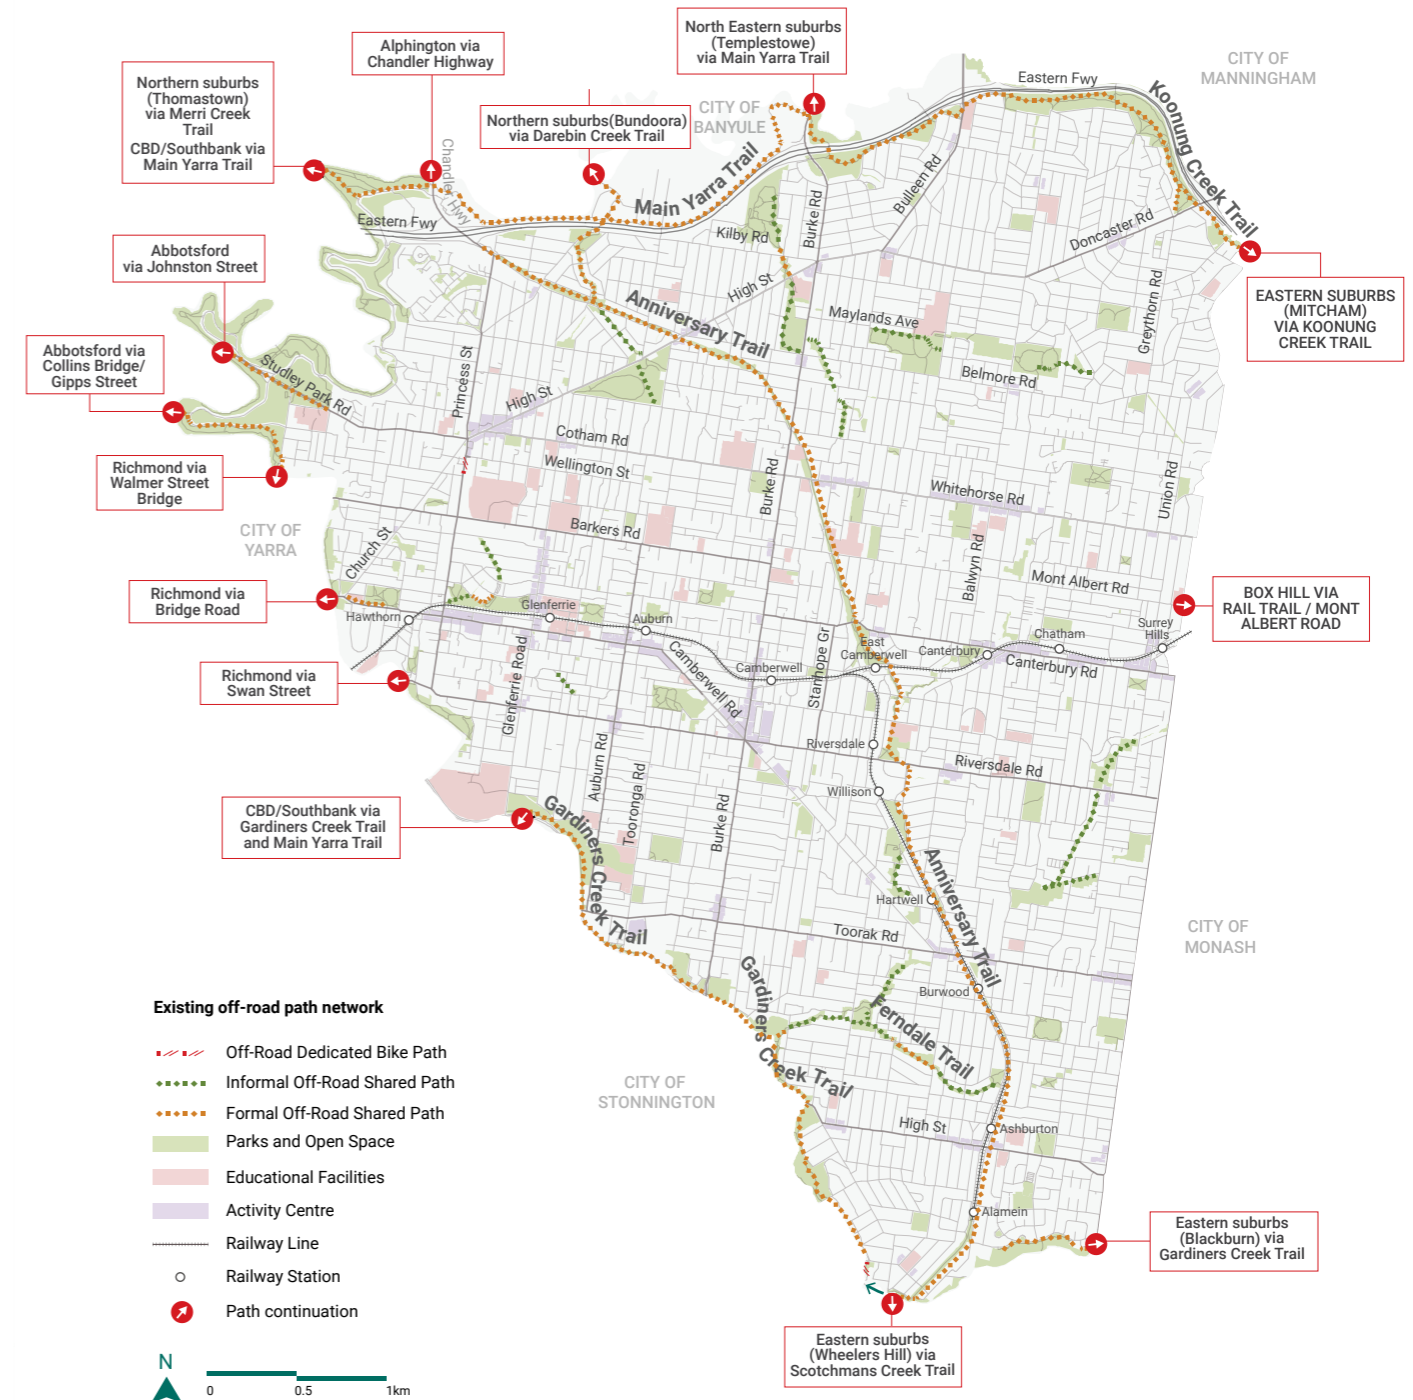 North Eastern suburbs
(Templestowe)
via Main Yarra Trail
Alphington via
Chandler Highway
Northern suburbs
(Thomastown)
via Merri Creek
Trail
CBD/Southbank via
Main Yarra Trail
Northern suburbs(Bundoora)
via Darebin Creek Trail
CITY OF
BANYULE
CITY OF
MANNINGHAM
Eastern Fwy
Koonung Creek Trail
Chandler Hwy
Main Yarra Trail
Eastern Fwy
Kilby Rd
Burke Rd
Bulleen Rd
Doncaster Rd
Abbotsford
via Johnston Street
High St
Anniversary Trail
Maylands Ave
Greythorn Rd
EASTERN SUBURBS
(MITCHAM)
VIA KOONUNG
CREEK TRAIL
Abbotsford via
Collins Bridge/
Gipps Street
Studley Park Rd
Princess St
High St
Belmore Rd
Cotham Rd
Wellington St
Burke Rd
Whitehorse Rd
Union Rd
Richmond via
Walmer Street
Bridge
CITY OF
YARRA
Church St
Barkers Rd
Balwyn Rd
Mont Albert Rd
Richmond via
Bridge Road
Hawthorn
Glenferrie
Auburn
BOX HILL VIA
RAIL TRAIL / MONT
ALBERT ROAD
Surrey
Hills
Chatham
Canterbury
Canterbury Rd
East
Camberwell
Camberwell
Stanhope Gr
Camberwell Rd
Glenferrie Road
Richmond via
Swan Street
Riversdale
Riversdale Rd
Willison
Auburn Rd
Tooronga Rd
Burke Rd
CBD/Southbank via
Gardiners Creek Trail
and Main Yarra Trail
Gardiners Creek Trail
Anniversary Trail
Hartwell
Toorak Rd
CITY OF
MONASH
Burwood
Gardiners Creek Trail
Ferndale Trail
CITY OF
STONNINGTON
High St
Ashburton
Alamein
Eastern suburbs
(Blackburn) via
Gardiners Creek Trail
Eastern suburbs
(Wheelers Hill) via
Scotchmans Creek Trail
Existing off-road path network
Off-Road Dedicated Bike Path
Informal Off-Road Shared Path
Formal Off-Road Shared Path
Parks and Open Space
Educational Facilities
Activity Centre
Railway Line
Railway Station
Path continuation
N
0 0.5 1km